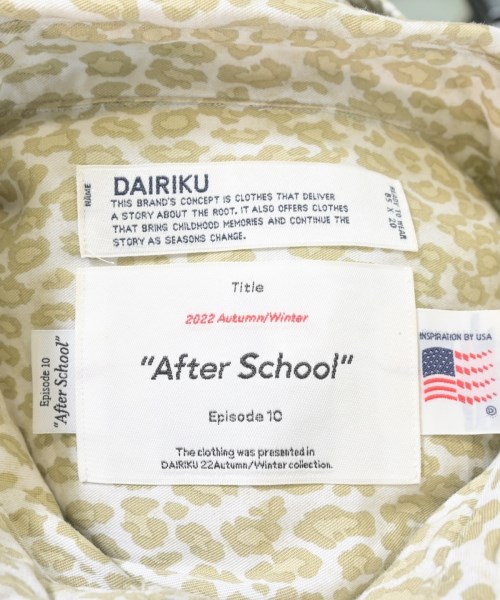 NAME
DAIRIKU
THIS BRAND'S CONCEPT IS CLOTHES THAT DELIVER
A STORY ABOUT THE ROOT. IT ALSO OFFERS CLOTHES
THAT BRING CHILDHOOD MEMORIES AND CONTINUE THE
STORY AS SEASONS CHANGE.
READY TO WEAR
85 X 20
Title
2022 Autumn/Winter
"After School"
Episode 10
The clothing was presented in
DAIRIKU 22Autumn/Winter collection.
Episode 10
"After School"
INSPIRATION BY USA
©